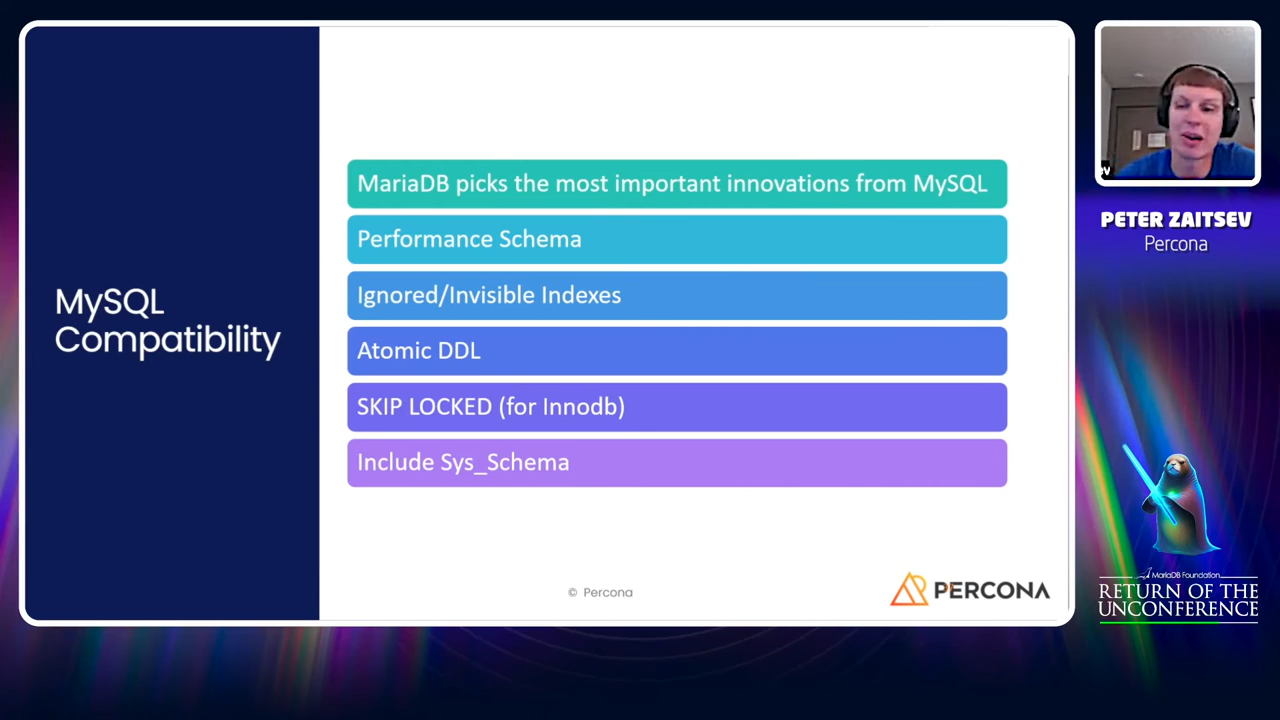 MySQL
Compatibility
MariaDB picks the most important innovations from MySQL
Performance Schema
Ignored/Invisible Indexes
Atomic DDL
SKIP LOCKED (for Innodb)
Include Sys_Schema
© Percona
PERCONA
PETER ZAITSEV
Percona
MariaDB Foundation
RETURN OF THE
UNCONFERENCE